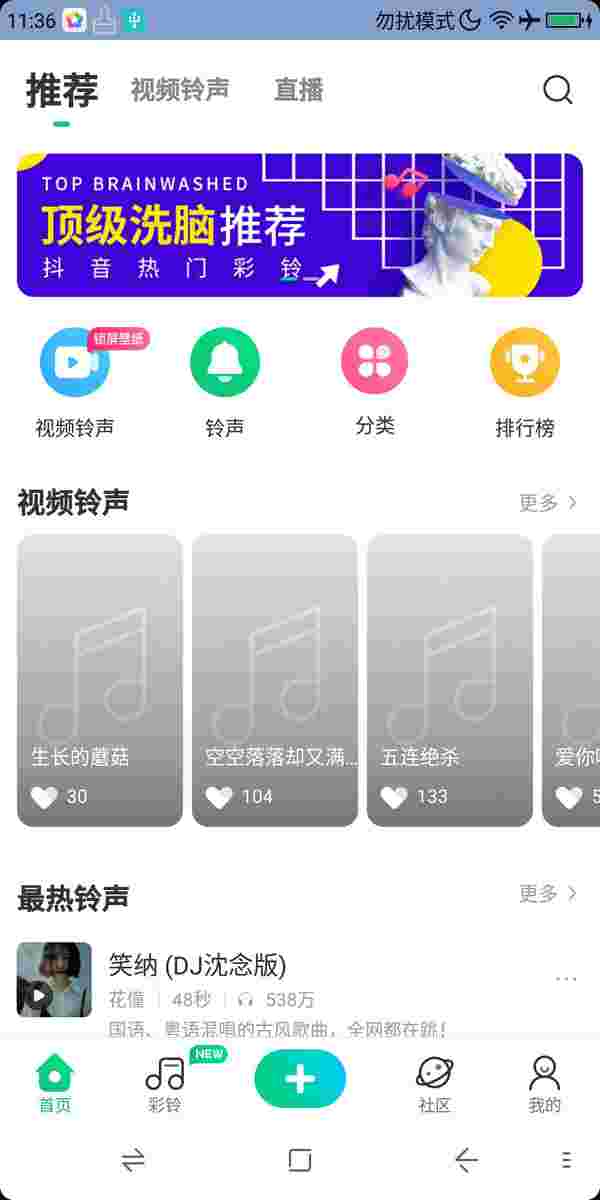 11:36 勿扰模式
推荐 视频铃声 直播
TOP BRAINWASHED
顶级洗脑推荐
抖音热门彩铃
锁屏壁纸
视频铃声 铃声 分类 排行榜
视频铃声 更多
生长的蘑菇 空空落落却又满... 五连绝杀
30 104 133
最热铃声 更多
笑纳 (DJ沈念版)
花僮 48秒 538万
国语、粤语混唱的古风歌曲，全网都在跳！
NEW
首页 彩铃 社区 我的